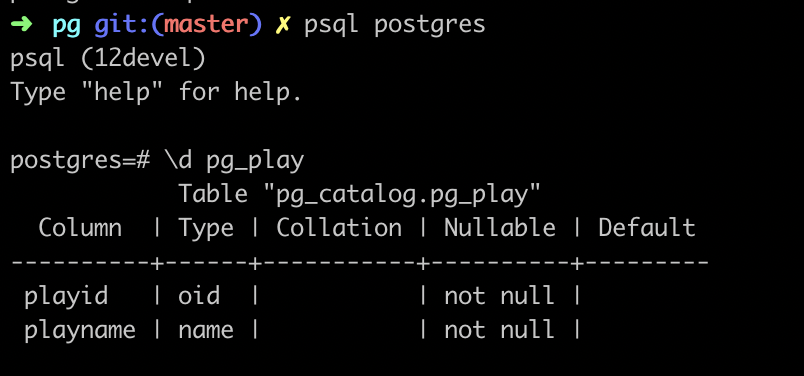 ➜ pg git:(master) ✗ psql postgres
psql (12devel)
Type "help" for help.
postgres=# \d pg_play
Table "pg_catalog.pg_play"
Column | Type | Collation | Nullable | Default
----------+------+-----------+----------+---------
playid | oid | | not null |
playname | name | | not null |